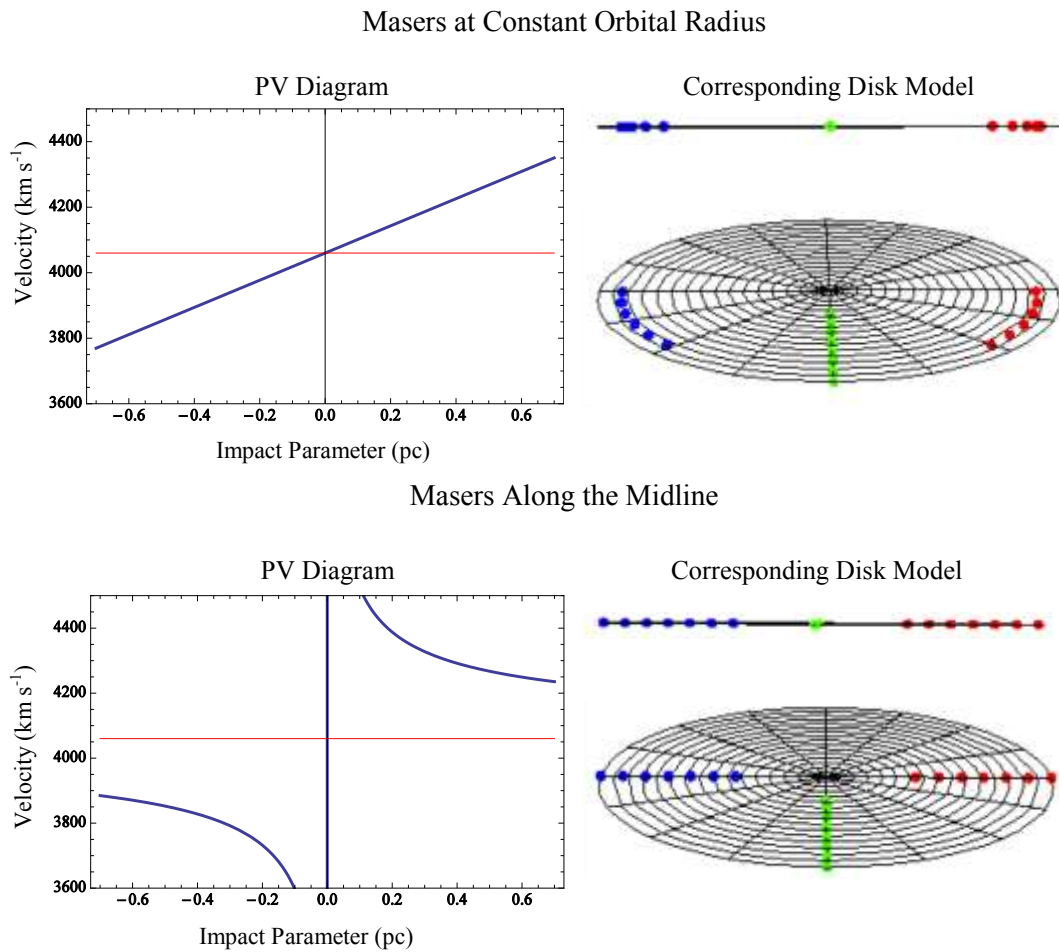 Masers at Constant Orbital Radius
PV Diagram
Corresponding Disk Model
Velocity (km s⁻¹)
4400
4200
4000
3800
3600
−0.6 −0.4 −0.2 0.0 0.2 0.4 0.6
Impact Parameter (pc)
Masers Along the Midline
PV Diagram
Corresponding Disk Model
Velocity (km s⁻¹)
4400
4200
4000
3800
3600
−0.6 −0.4 −0.2 0.0 0.2 0.4 0.6
Impact Parameter (pc)